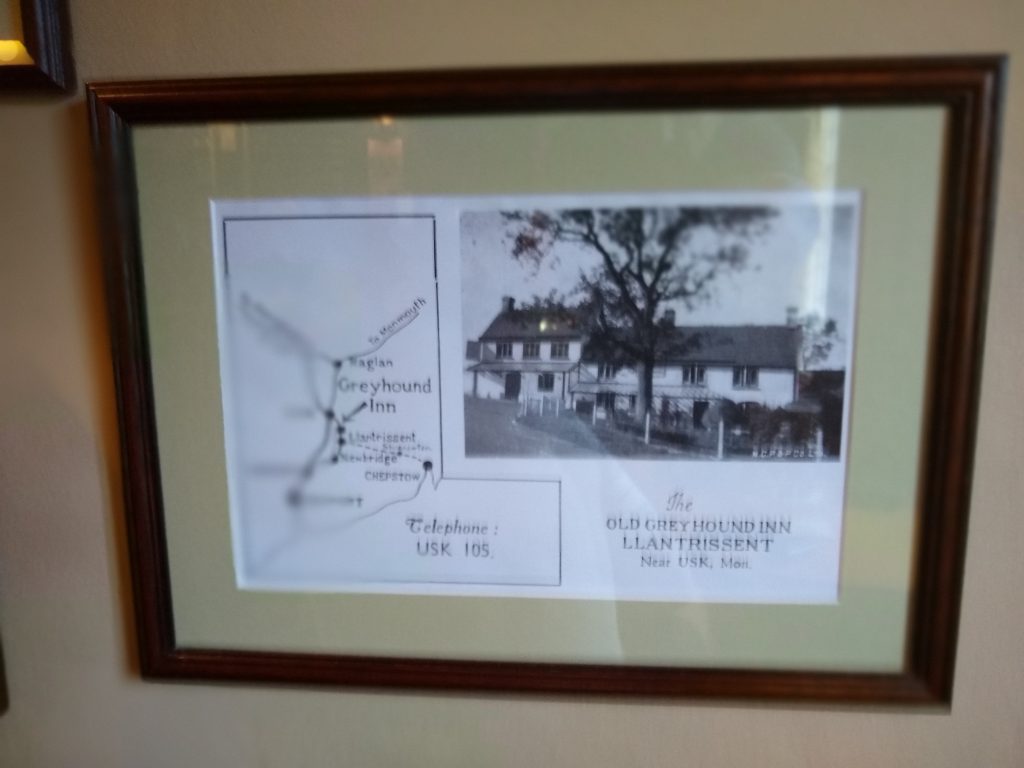 To Monmouth
Raglan
Greyhound
Inn
Llantrissent
Newbridge
CHEPSTOW
Telephone:
USK 105.
The
OLD GREYHOUND INN
LLANTRISSENT
Near USK, Mon.